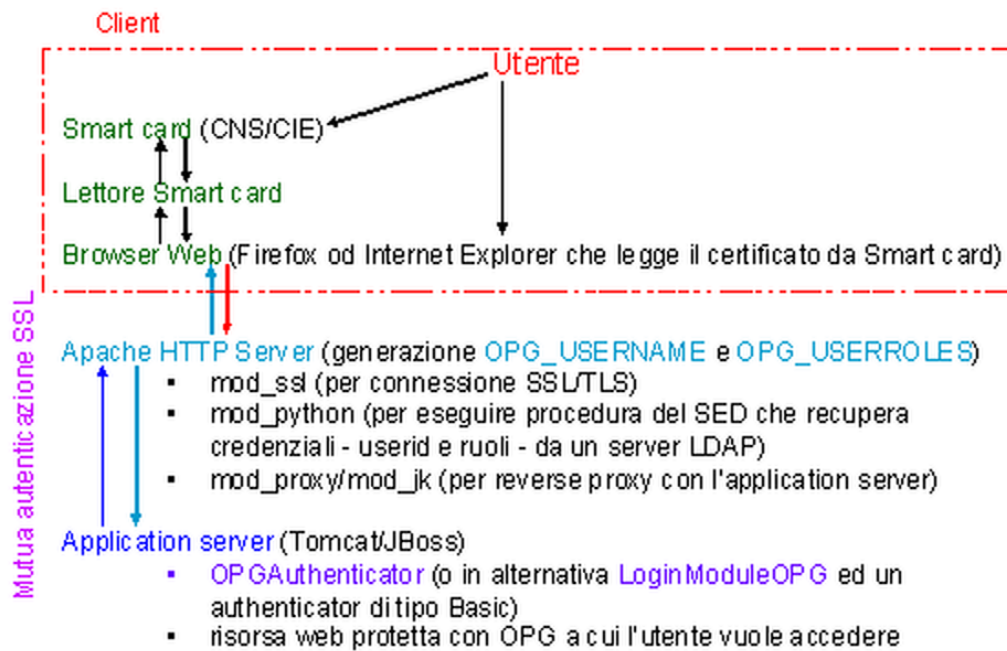 Client
Utente
Smart card (CNS/CIE)
Lettore Smart card
Browser Web (Firefox od Internet Explorer che legge il certificato da Smart card)
Mutua autenticazione SSL
Apache HTTP Server (generazione OPG_USERNAME e OPG_USERROLES)
▪ mod_ssl (per connessione SSL/TLS)
▪ mod_python (per eseguire procedura del SED che recupera
credenziali - userid e ruoli - da un server LDAP)
▪ mod_proxy/mod_jk (per reverse proxy con l'application server)
Application server (Tomcat/JBoss)
▪ OPGAuthenticator (o in alternativa LoginModuleOPG ed un
authenticator di tipo Basic)
▪ risorsa web protetta con OPG a cui l'utente vuole accedere